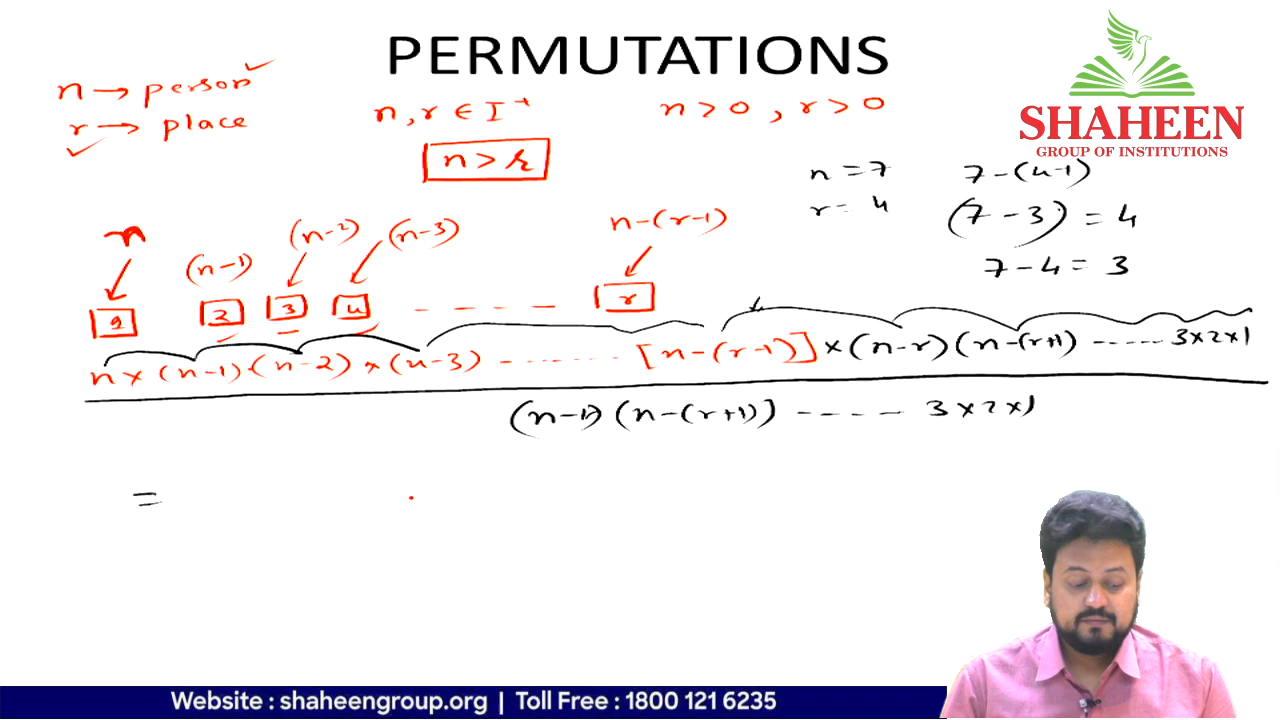 PERMUTATIONS
SHAHEEN
GROUP OF INSTITUTIONS
n → person ✓
r → place
n, r ∈ I⁺
n > 0 , r > 0
n > r
n = 7
r = 4
7-(4-1)
(7-3) = 4
7-4 = 3
n (n-1) (n-2) (n-3) n-(r-1)
2 3 4 ------ r
n × (n-1) · (n-2) × (n-3) ------- [n-(r-1)] × (n-r) (n-(r+1) ------ 3×2×1
(n-1) (n-(r+1)] ------ 3×2×1
=
Website : shaheengroup.org | Toll Free : 1800 121 6235